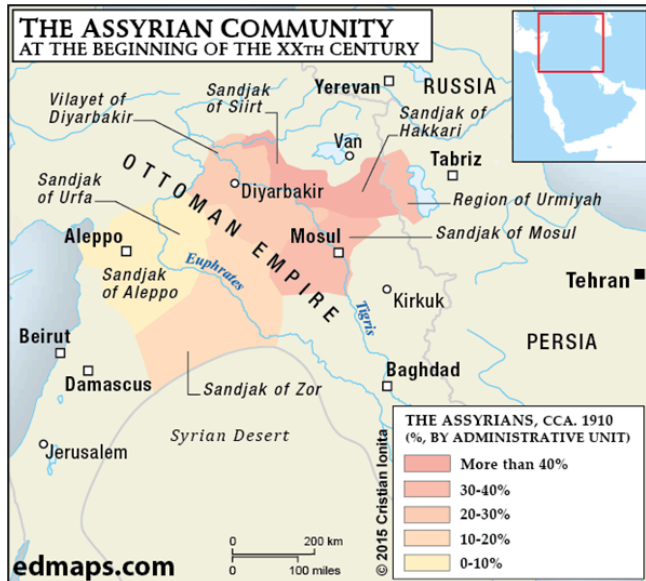 THE ASSYRIAN COMMUNITY
AT THE BEGINNING OF THE XXTH CENTURY
Yerevan
RUSSIA
Sandjak
of Siirt
Vilayet of
Diyarbakir
Sandjak of
Hakkari
Van
Tabriz
Diyarbakir
Sandjak
of Urfa
OTTOMAN EMPIRE
Region of Urmiyah
Sandjak of Mosul
Aleppo
Mosul
Sandjak
of Aleppo
Euphrates
Tigris
Kirkuk
Tehran
PERSIA
Beirut
Damascus
Sandjak of Zor
Baghdad
Syrian Desert
Jerusalem
THE ASSYRIANS, CCA. 1910
(%, BY ADMINISTRATIVE UNIT)
More than 40%
30-40%
20-30%
10-20%
0-10%
0 200 km
0 100 miles
© 2015 Cristian Ionita
edmaps.com